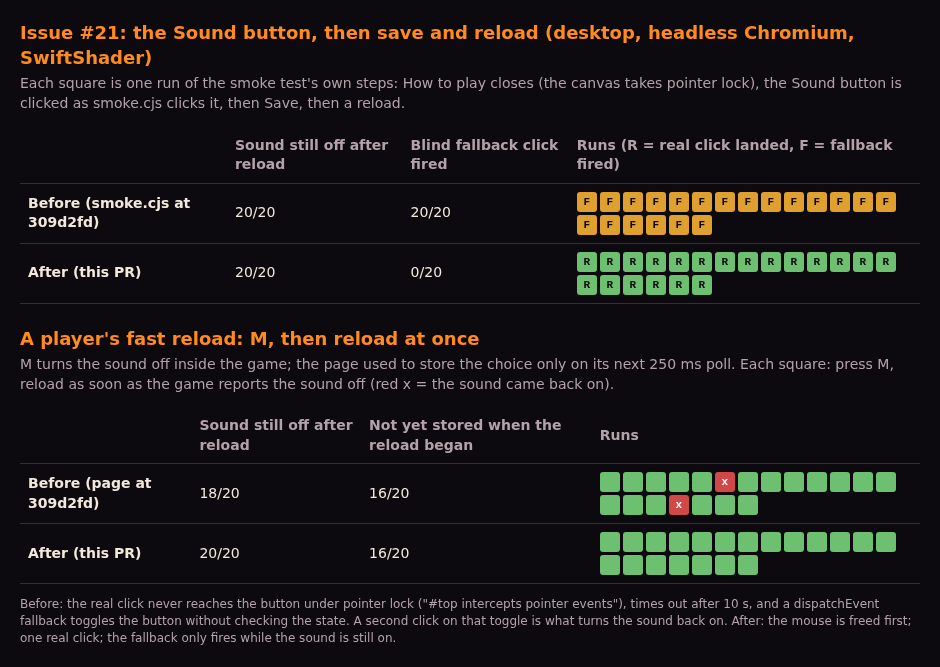 Issue #21: the Sound button, then save and reload (desktop, headless Chromium,
SwiftShader)
Each square is one run of the smoke test's own steps: How to play closes (the canvas takes pointer lock), the Sound button is
clicked as smoke.cjs clicks it, then Save, then a reload.
Sound still off after reload
Blind fallback click fired
Runs (R = real click landed, F = fallback fired)
Before (smoke.cjs at 309d2fd)
20/20
20/20
F F F F F F F F F F F F F F
F F F F F F
After (this PR)
20/20
0/20
R R R R R R R R R R R R R R
R R R R R R
A player's fast reload: M, then reload at once
M turns the sound off inside the game; the page used to store the choice only on its next 250 ms poll. Each square: press M,
reload as soon as the game reports the sound off (red x = the sound came back on).
Sound still off after reload
Not yet stored when the reload began
Runs
Before (page at 309d2fd)
18/20
16/20
x
x
After (this PR)
20/20
16/20
Before: the real click never reaches the button under pointer lock ("#top intercepts pointer events"), times out after 10 s, and a dispatchEvent
fallback toggles the button without checking the state. A second click on that toggle is what turns the sound back on. After: the mouse is freed first;
one real click; the fallback only fires while the sound is still on.